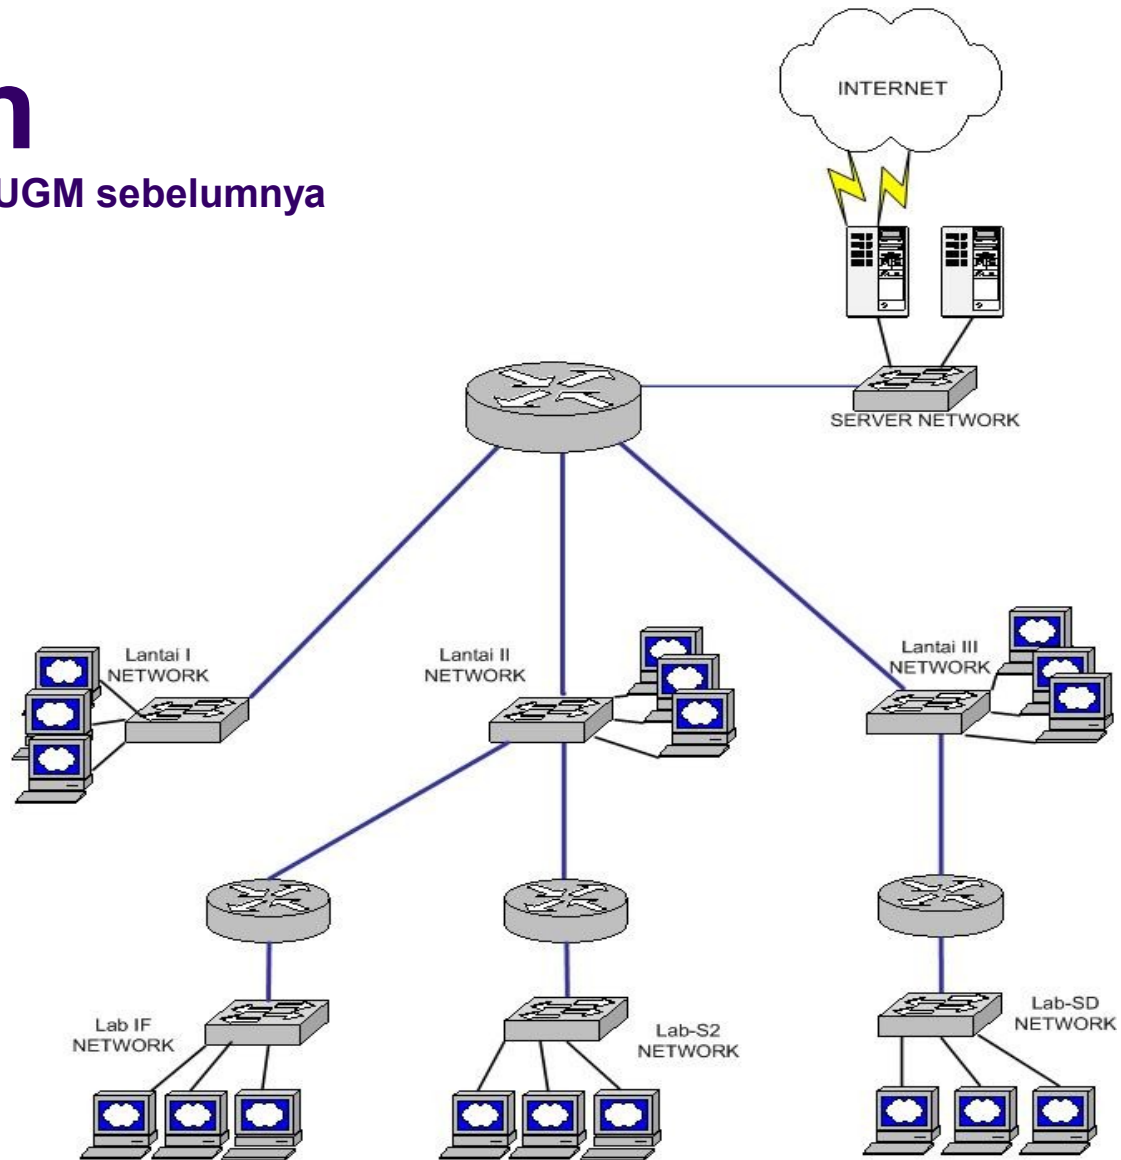 n
UGM sebelumnya
INTERNET
SERVER NETWORK
Lantai I
NETWORK
Lantai II
NETWORK
Lantai III
NETWORK
Lab IF
NETWORK
Lab-S2
NETWORK
Lab-SD
NETWORK